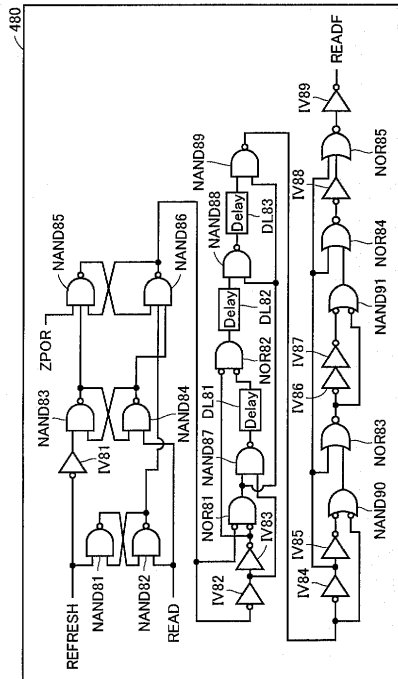 480
REFRESH
READ
ZPOR
NAND81
NAND82
IV81
NAND83
NAND84
NAND85
NAND86
IV82
IV83
NOR81
NAND87
DL81
Delay
NOR82
Delay
DL82
NAND88
Delay
DL83
NAND89
IV84
IV85
NAND90
NOR83
IV86
IV87
NAND91
NOR84
IV88
NOR85
IV89
READF